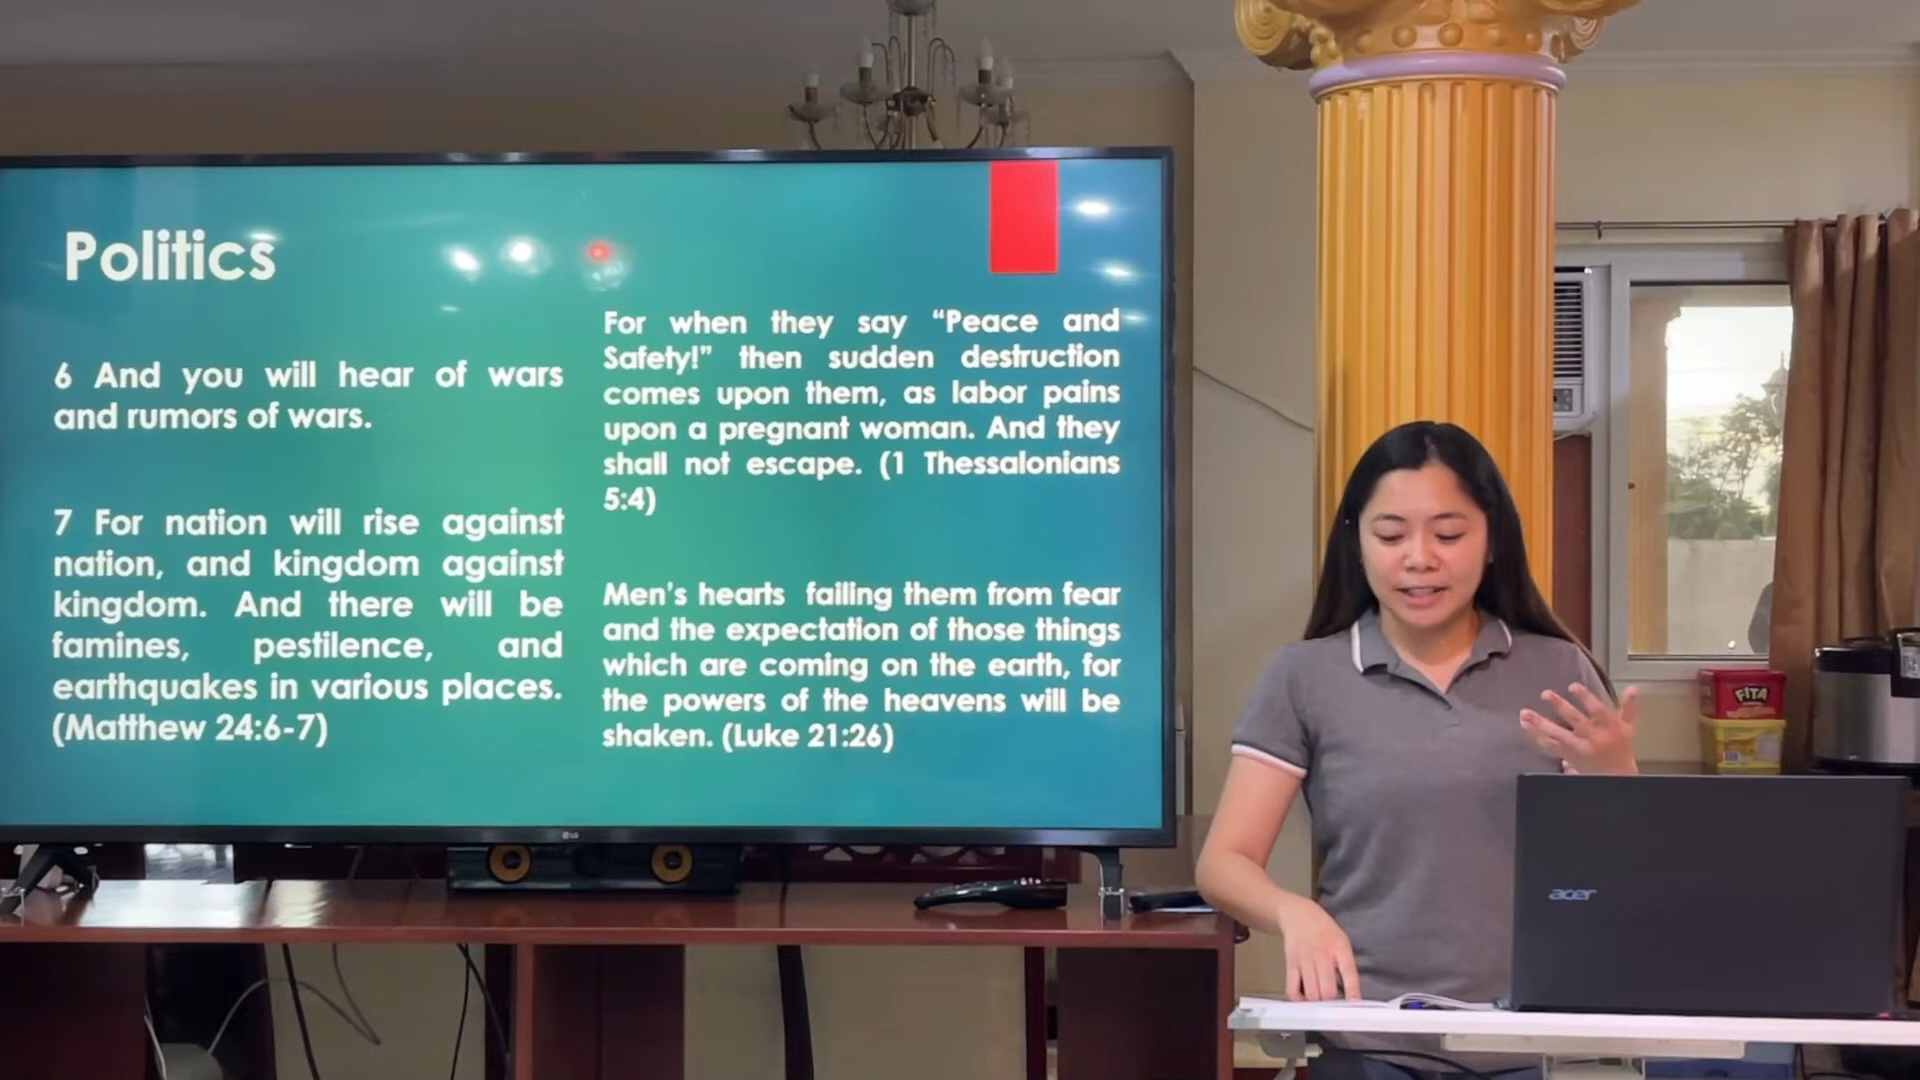 Politics
6 And you will hear of wars
and rumors of wars.
7 For nation will rise against
nation, and kingdom against
kingdom. And there will be
famines, pestilence, and
earthquakes in various places.
(Matthew 24:6-7)
For when they say “Peace and
Safety!” then sudden destruction
comes upon them, as labor pains
upon a pregnant woman. And they
shall not escape. (1 Thessalonians
5:4)
Men’s hearts failing them from fear
and the expectation of those things
which are coming on the earth, for
the powers of the heavens will be
shaken. (Luke 21:26)
LG
FITA
acer